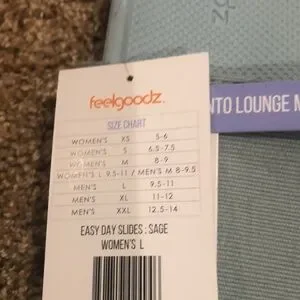 feelgoodz.
SIZE CHART
WOMEN'S XS 5-6
WOMEN'S S 6.5-7.5
WOMEN'S M 8-9
WOMEN'S L 9.5-11 / MEN'S M 8-9.5
MEN'S L 9.5-11
MEN'S XL 11-12
MEN'S XXL 12.5-14
EASY DAY SLIDES : SAGE
WOMEN'S L
NTO LOUNGE M
dz